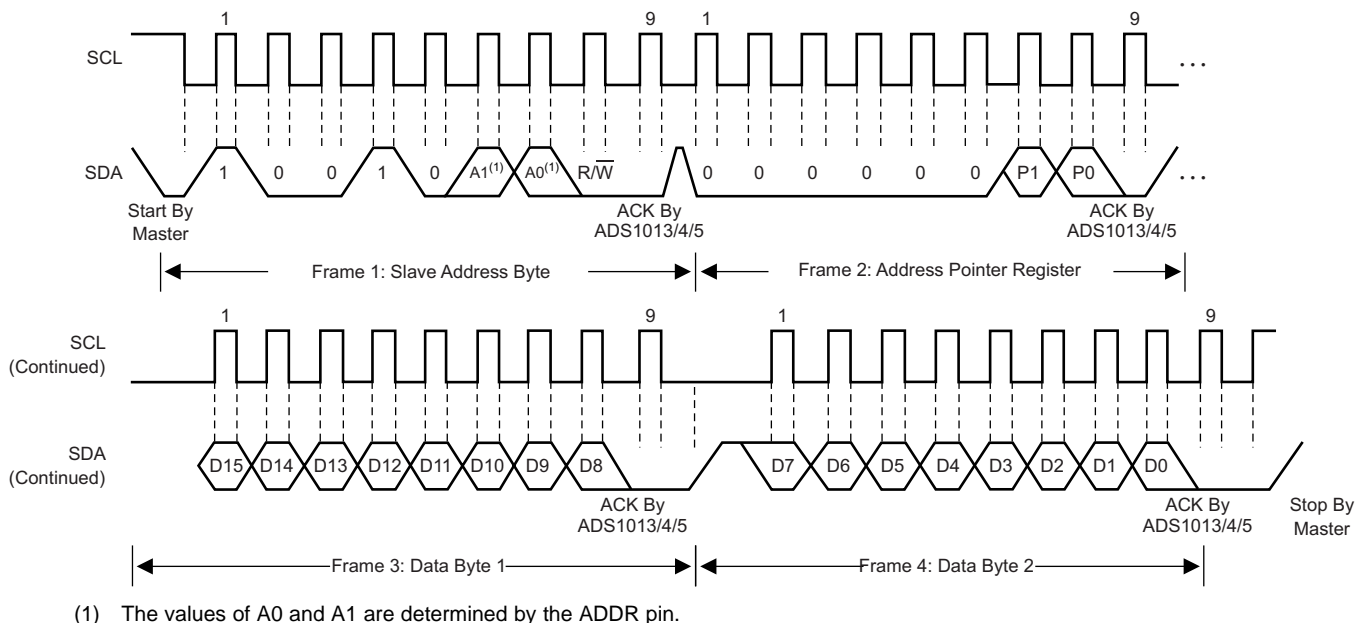 1 9 1 9
SCL ...
SDA 1 0 0 1 0 A1(1) A0(1) R/W̅ 0 0 0 0 0 0 P1 P0 ...
Start By
Master
ACK By
ADS1013/4/5
ACK By
ADS1013/4/5
Frame 1: Slave Address Byte
Frame 2: Address Pointer Register
1 9 1 9
SCL
(Continued)
SDA
(Continued)
D15 D14 D13 D12 D11 D10 D9 D8 D7 D6 D5 D4 D3 D2 D1 D0
ACK By
ADS1013/4/5
ACK By
ADS1013/4/5
Stop By
Master
Frame 3: Data Byte 1
Frame 4: Data Byte 2
(1) The values of A0 and A1 are determined by the ADDR pin.